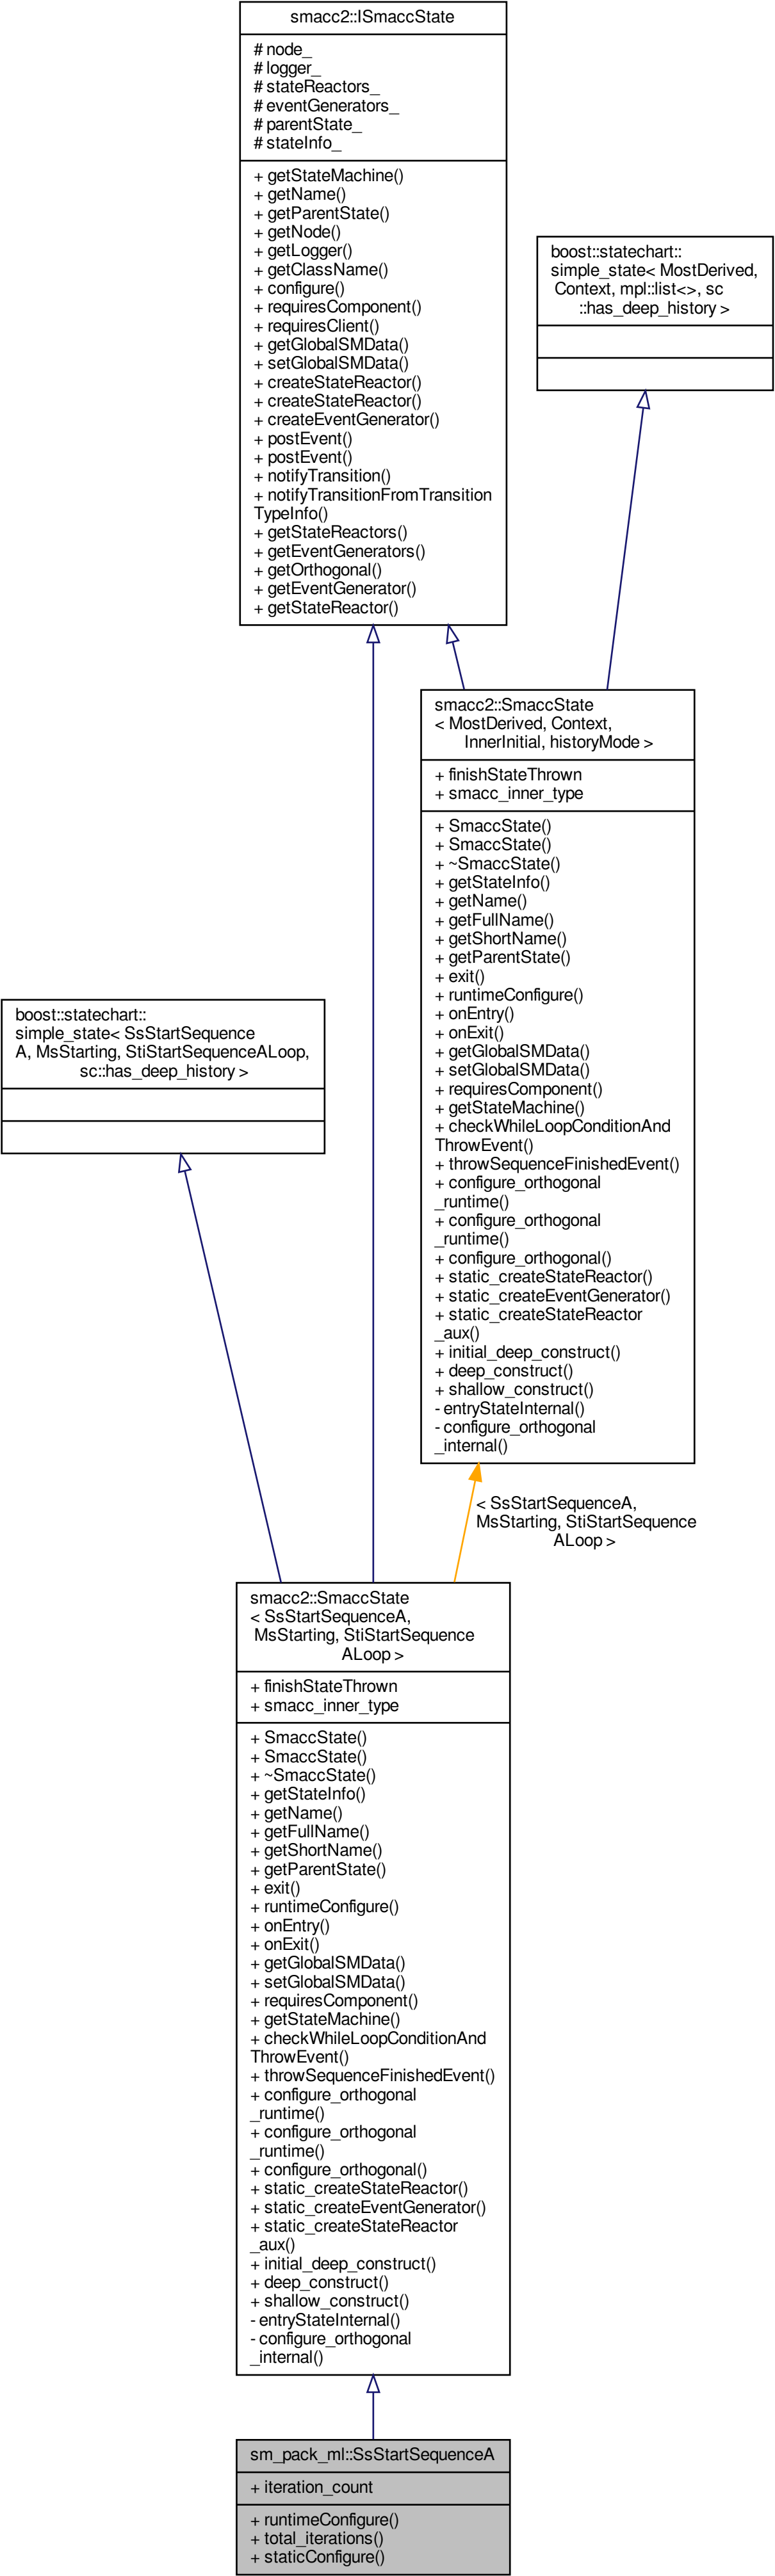 smacc2::ISmaccState
# node_
# logger_
# stateReactors_
# eventGenerators_
# parentState_
# stateInfo_
+ getStateMachine()
+ getName()
+ getParentState()
+ getNode()
+ getLogger()
+ getClassName()
+ configure()
+ requiresComponent()
+ requiresClient()
+ getGlobalSMData()
+ setGlobalSMData()
+ createStateReactor()
+ createStateReactor()
+ createEventGenerator()
+ postEvent()
+ postEvent()
+ notifyTransition()
+ notifyTransitionFromTransition
TypeInfo()
+ getStateReactors()
+ getEventGenerators()
+ getOrthogonal()
+ getEventGenerator()
+ getStateReactor()
boost::statechart::
simple_state< MostDerived,
Context, mpl::list<>, sc
::has_deep_history >
smacc2::SmaccState
< MostDerived, Context,
InnerInitial, historyMode >
+ finishStateThrown
+ smacc_inner_type
+ SmaccState()
+ SmaccState()
+ ~SmaccState()
+ getStateInfo()
+ getName()
+ getFullName()
+ getShortName()
+ getParentState()
+ exit()
+ runtimeConfigure()
+ onEntry()
+ onExit()
+ getGlobalSMData()
+ setGlobalSMData()
+ requiresComponent()
+ getStateMachine()
+ checkWhileLoopConditionAnd
ThrowEvent()
+ throwSequenceFinishedEvent()
+ configure_orthogonal
_runtime()
+ configure_orthogonal
_runtime()
+ configure_orthogonal()
+ static_createStateReactor()
+ static_createEventGenerator()
+ static_createStateReactor
_aux()
+ initial_deep_construct()
+ deep_construct()
+ shallow_construct()
- entryStateInternal()
- configure_orthogonal
_internal()
boost::statechart::
simple_state< SsStartSequence
A, MsStarting, StiStartSequenceALoop,
sc::has_deep_history >
< SsStartSequenceA,
MsStarting, StiStartSequence
ALoop >
smacc2::SmaccState
< SsStartSequenceA,
MsStarting, StiStartSequence
ALoop >
+ finishStateThrown
+ smacc_inner_type
+ SmaccState()
+ SmaccState()
+ ~SmaccState()
+ getStateInfo()
+ getName()
+ getFullName()
+ getShortName()
+ getParentState()
+ exit()
+ runtimeConfigure()
+ onEntry()
+ onExit()
+ getGlobalSMData()
+ setGlobalSMData()
+ requiresComponent()
+ getStateMachine()
+ checkWhileLoopConditionAnd
ThrowEvent()
+ throwSequenceFinishedEvent()
+ configure_orthogonal
_runtime()
+ configure_orthogonal
_runtime()
+ configure_orthogonal()
+ static_createStateReactor()
+ static_createEventGenerator()
+ static_createStateReactor
_aux()
+ initial_deep_construct()
+ deep_construct()
+ shallow_construct()
- entryStateInternal()
- configure_orthogonal
_internal()
sm_pack_ml::SsStartSequenceA
+ iteration_count
+ runtimeConfigure()
+ total_iterations()
+ staticConfigure()